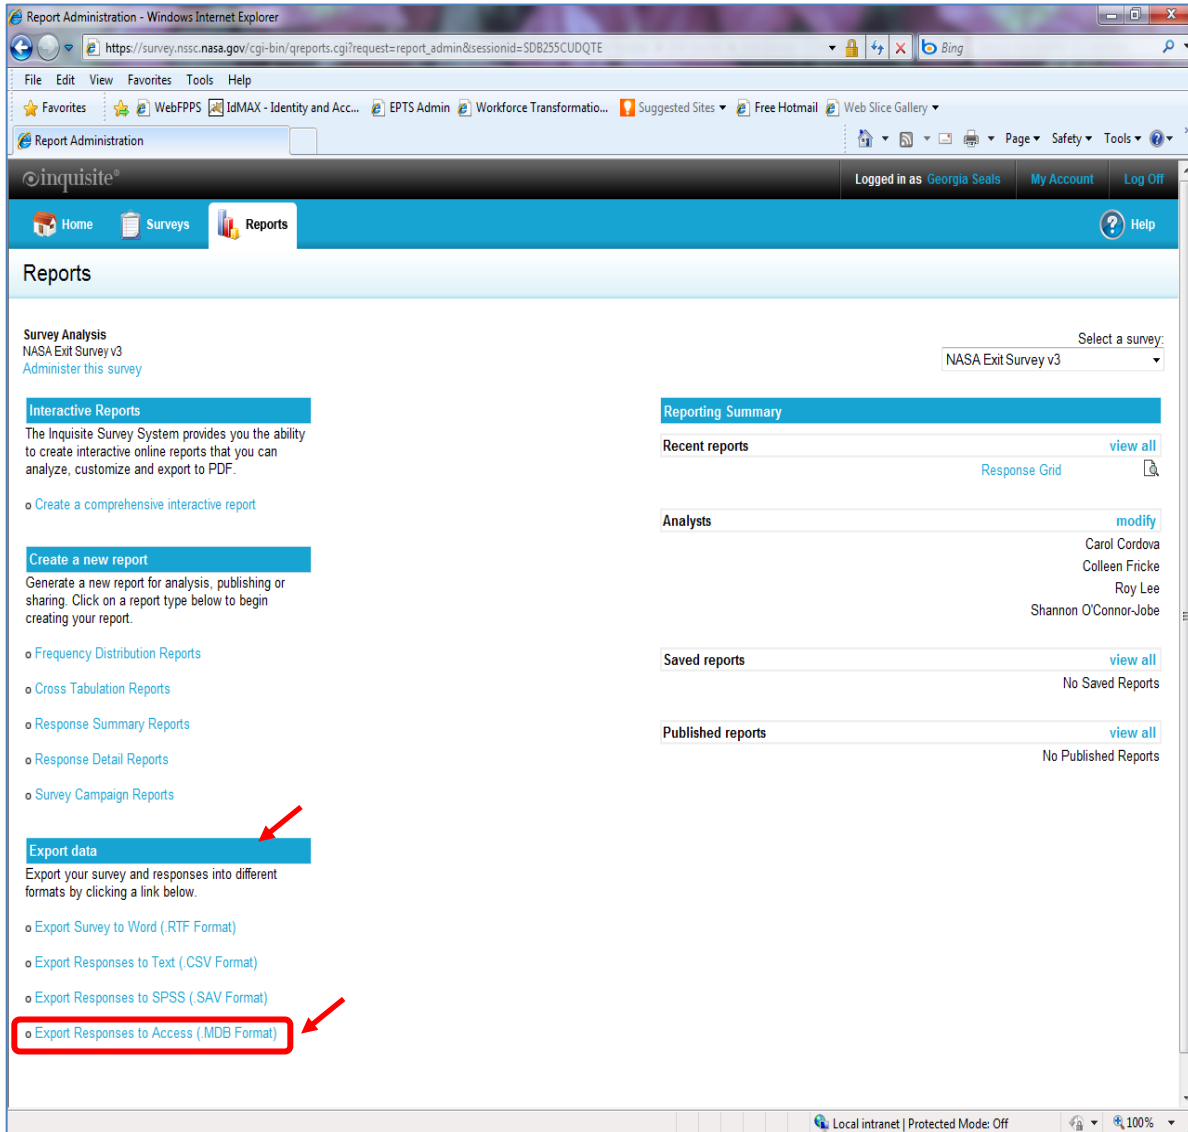 Report Administration - Windows Internet Explorer
https://survey.nssc.nasa.gov/cgi-bin/qreports.cgi?request=report_admin&sessionid=SDB255CUDQTE
Bing
File Edit View Favorites Tools Help
Favorites WebFPPS IdMAX - Identity and Acc... EPTS Admin Workforce Transformatio... Suggested Sites Free Hotmail Web Slice Gallery
Report Administration
Page Safety Tools
inquisite®
Logged in as Georgia Seals My Account Log Off
Home Surveys Reports Help
Reports
Survey Analysis
NASA Exit Survey v3
Administer this survey
Select a survey:
NASA Exit Survey v3
Interactive Reports
The Inquisite Survey System provides you the ability
to create interactive online reports that you can
analyze, customize and export to PDF.
o Create a comprehensive interactive report
Create a new report
Generate a new report for analysis, publishing or
sharing. Click on a report type below to begin
creating your report.
o Frequency Distribution Reports
o Cross Tabulation Reports
o Response Summary Reports
o Response Detail Reports
o Survey Campaign Reports
Export data
Export your survey and responses into different
formats by clicking a link below.
o Export Survey to Word (.RTF Format)
o Export Responses to Text (.CSV Format)
o Export Responses to SPSS (.SAV Format)
o Export Responses to Access (.MDB Format)
Reporting Summary
Recent reports view all
Response Grid
Analysts modify
Carol Cordova
Colleen Fricke
Roy Lee
Shannon O'Connor-Jobe
Saved reports view all
No Saved Reports
Published reports view all
No Published Reports
Local intranet | Protected Mode: Off
100%